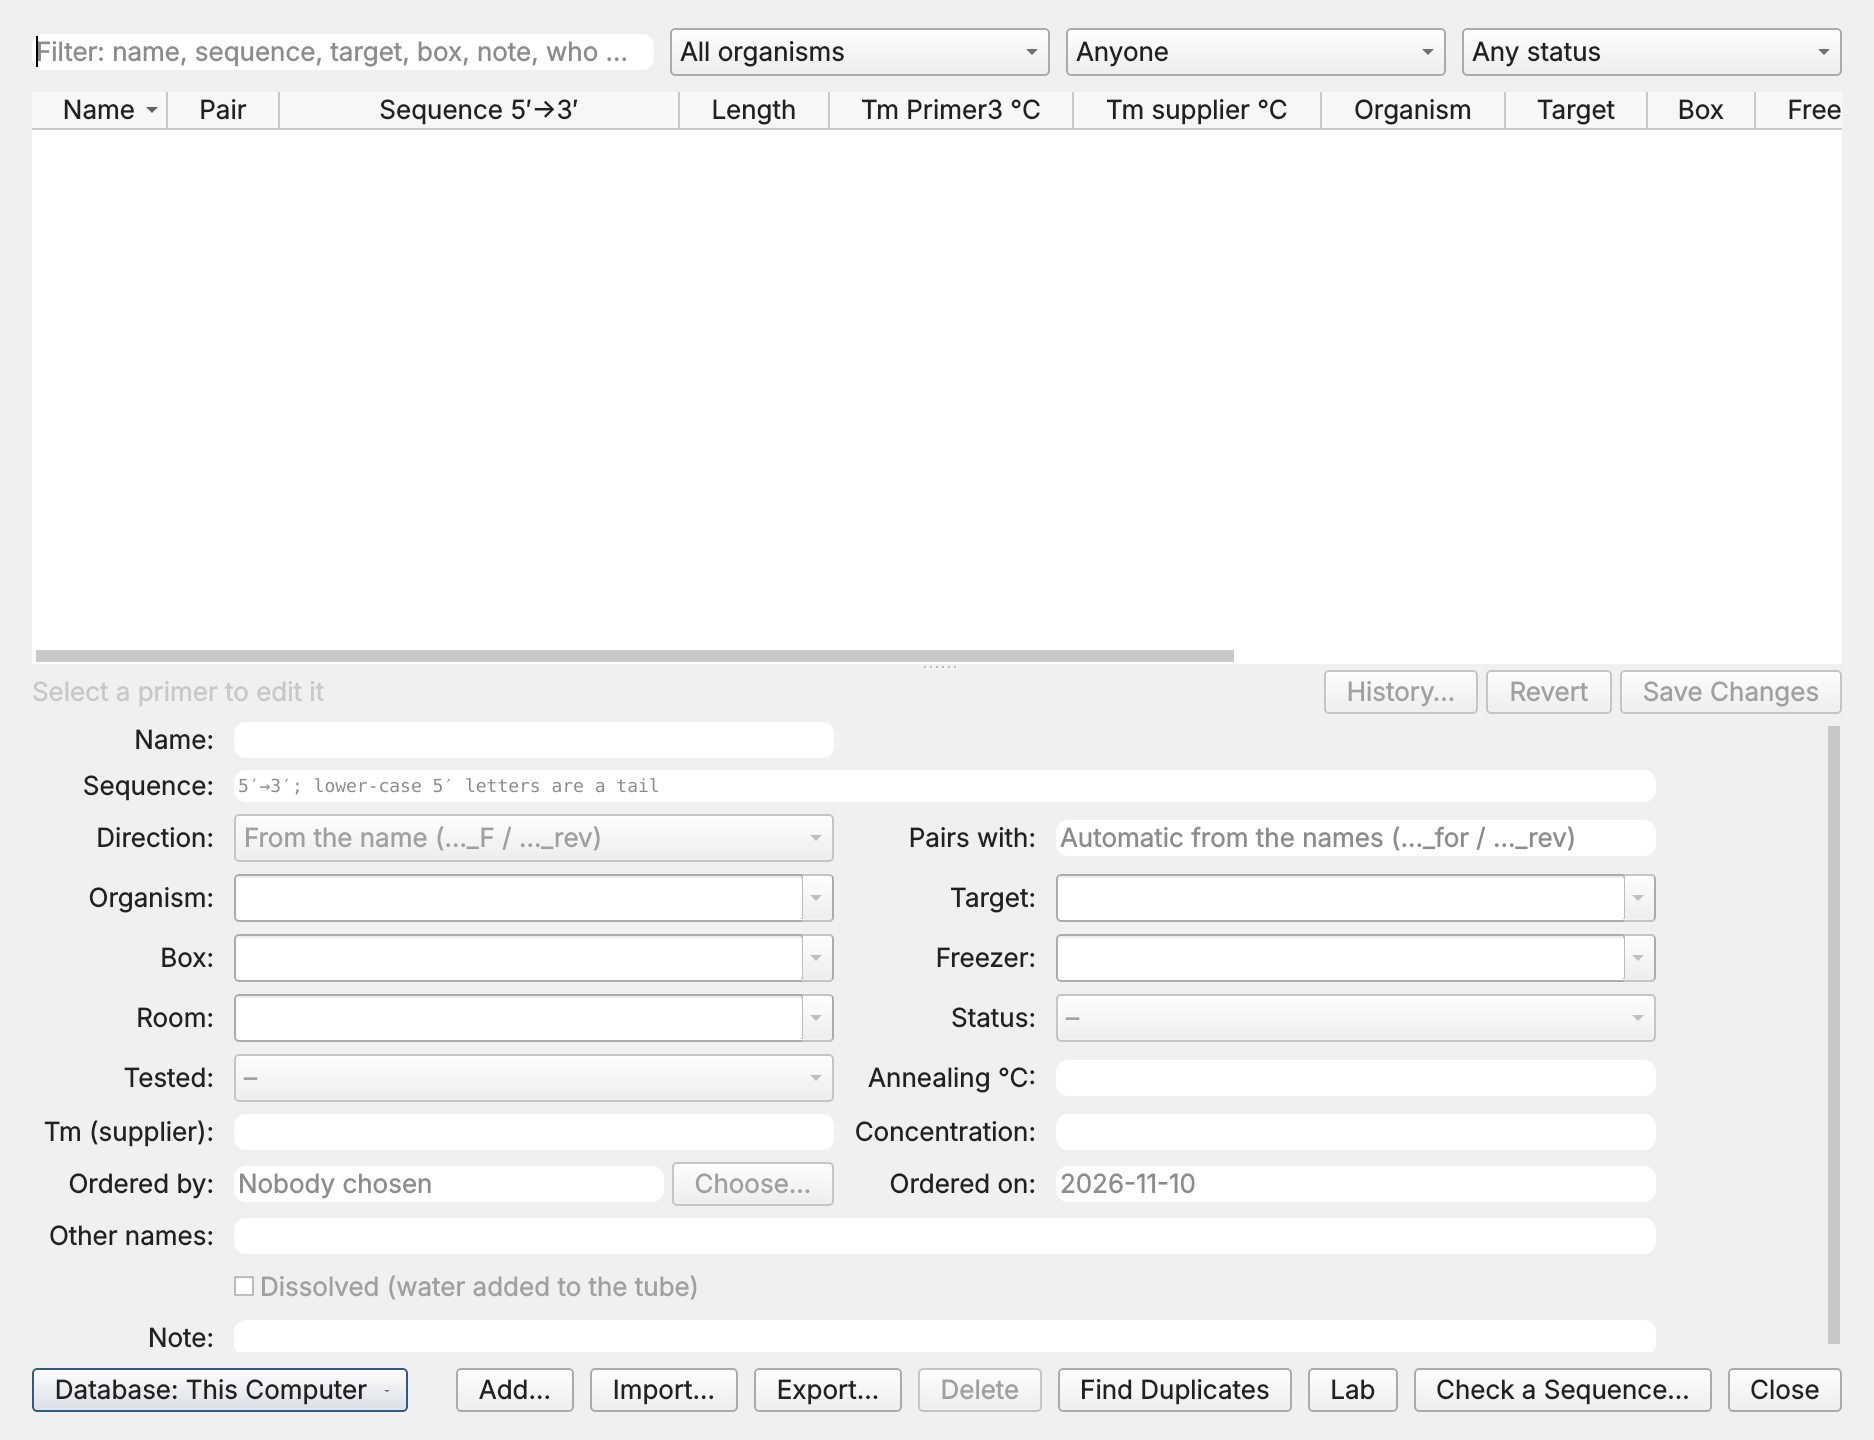 Filter: name, sequence, target, box, note, who ... All organisms Anyone Any status
Name Pair Sequence 5′→3′ Length Tm Primer3 °C Tm supplier °C Organism Target Box Free
Select a primer to edit it History... Revert Save Changes
Name:
Sequence: 5′→3′; lower-case 5′ letters are a tail
Direction: From the name (..._F / ..._rev) Pairs with: Automatic from the names (..._for / ..._rev)
Organism: Target:
Box: Freezer:
Room: Status: –
Tested: – Annealing °C:
Tm (supplier): Concentration:
Ordered by: Nobody chosen Choose... Ordered on: 2026-11-10
Other names:
Dissolved (water added to the tube)
Note:
Database: This Computer Add... Import... Export... Delete Find Duplicates Lab Check a Sequence... Close